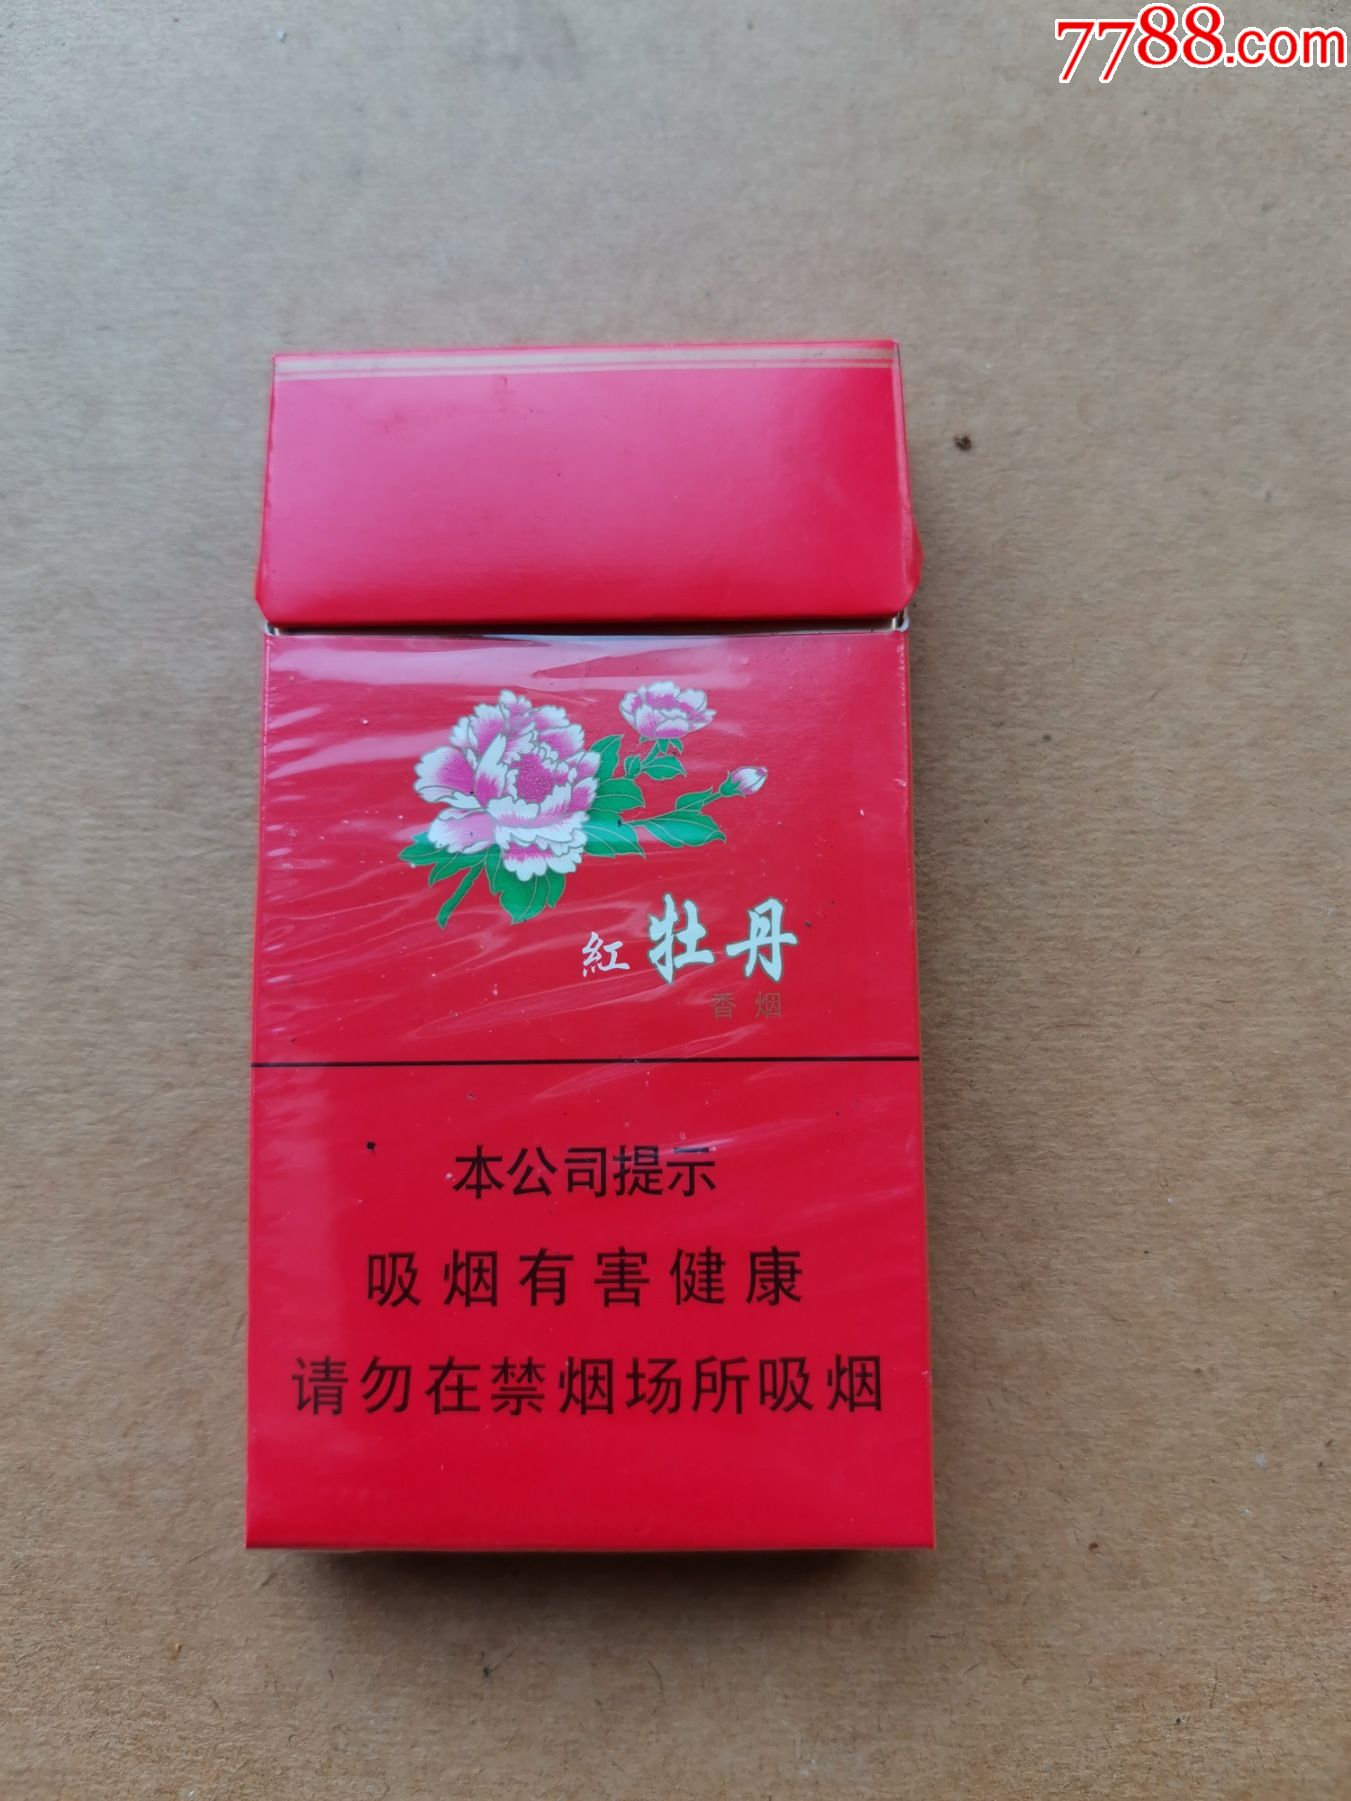 7788.com
紅 牡丹
香烟
本公司提示
吸烟有害健康
请勿在禁烟场所吸烟